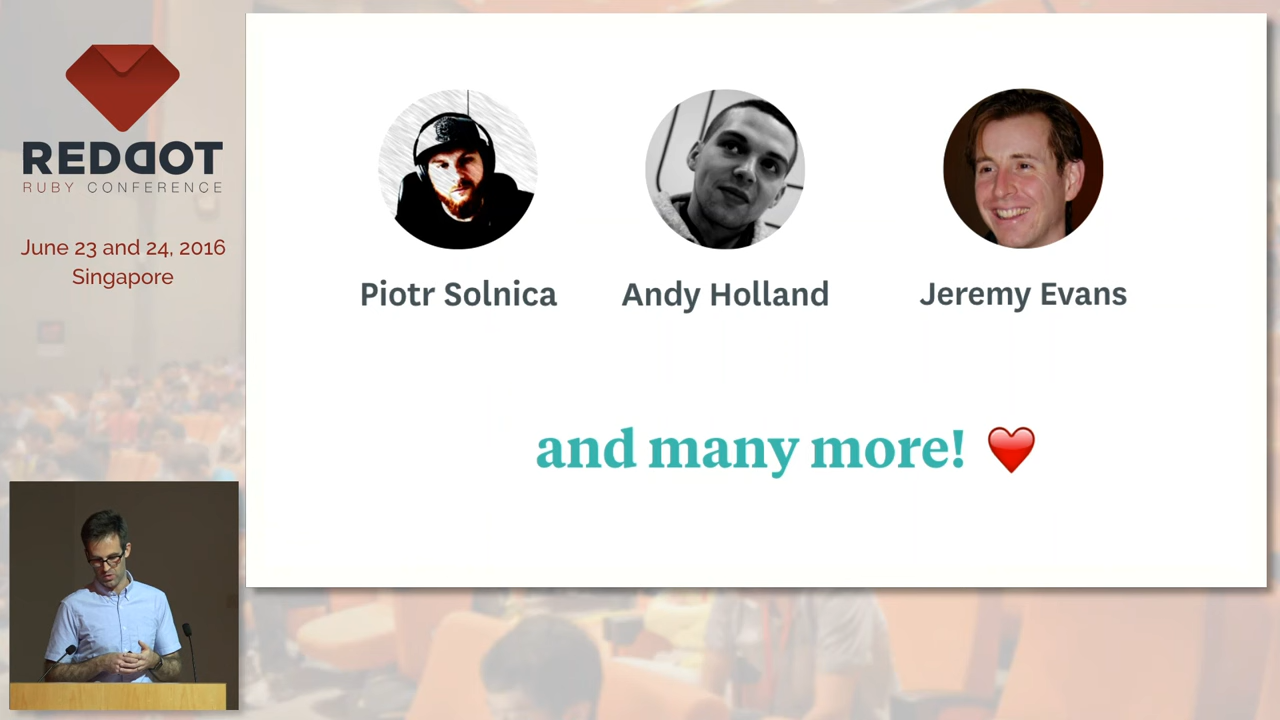 REDDOT
RUBY CONFERENCE
June 23 and 24, 2016
Singapore
Piotr Solnica
Andy Holland
Jeremy Evans
and many more! ❤️